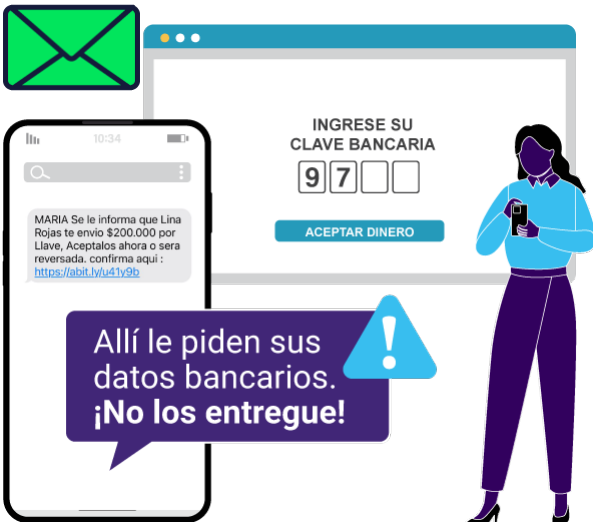 INGRESE SU
CLAVE BANCARIA
9 7
ACEPTAR DINERO
10:34
MARIA Se le informa que Lina
Rojas te envio $200.000 por
Llave, Aceptalos ahora o sera
reversada. confirma aqui :
https://abit.ly/u41y9b
Allí le piden sus
datos bancarios.
¡No los entregue!
!